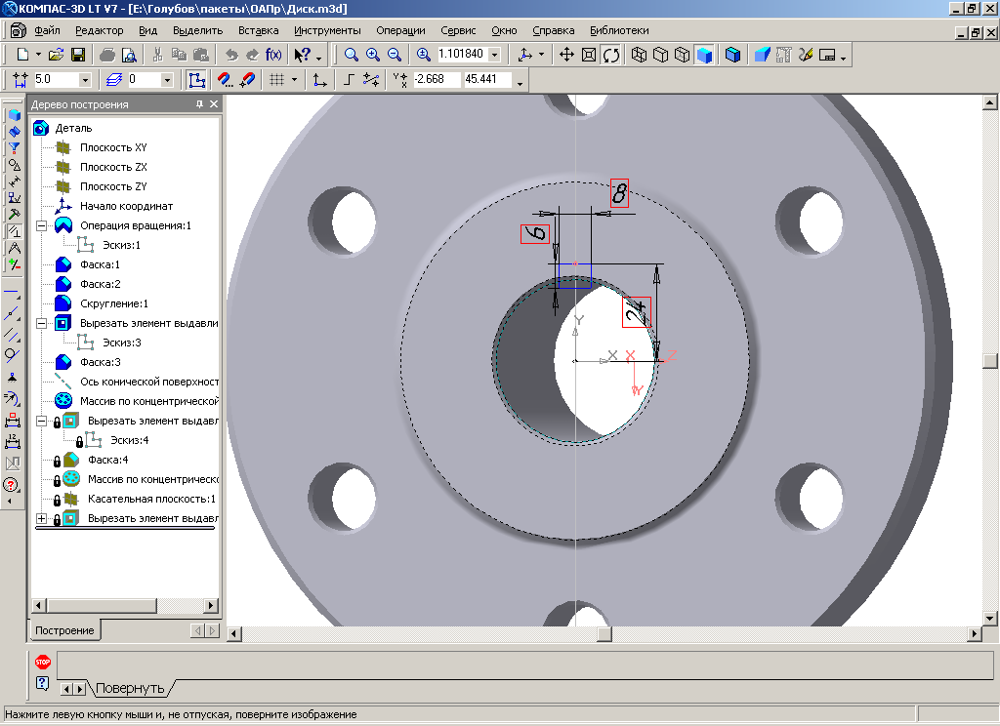 КОМПАС-3D LT V7 - [E:\Голубов\пакеты\ОАПр\Диск.m3d]
Файл Редактор Вид Выделить Вставка Инструменты Операции Сервис Окно Справка Библиотеки
f(x) 1.101840
5.0 0 -2.668 45.441
Дерево построения
Деталь
Плоскость XY
Плоскость ZX
Плоскость ZY
Начало координат
Операция вращения:1
Эскиз:1
Фаска:1
Фаска:2
Скругление:1
Вырезать элемент выдавли
Эскиз:3
Фаска:3
Ось конической поверхност
Массив по концентрической
Вырезать элемент выдавл
Эскиз:4
Фаска:4
Массив по концентрическо
Касательная плоскость:1
Вырезать элемент выдавл
Построение
8
6
24
Y
X X Z
Y
STOP
Повернуть
Нажмите левую кнопку мыши и, не отпуская, поверните изображение